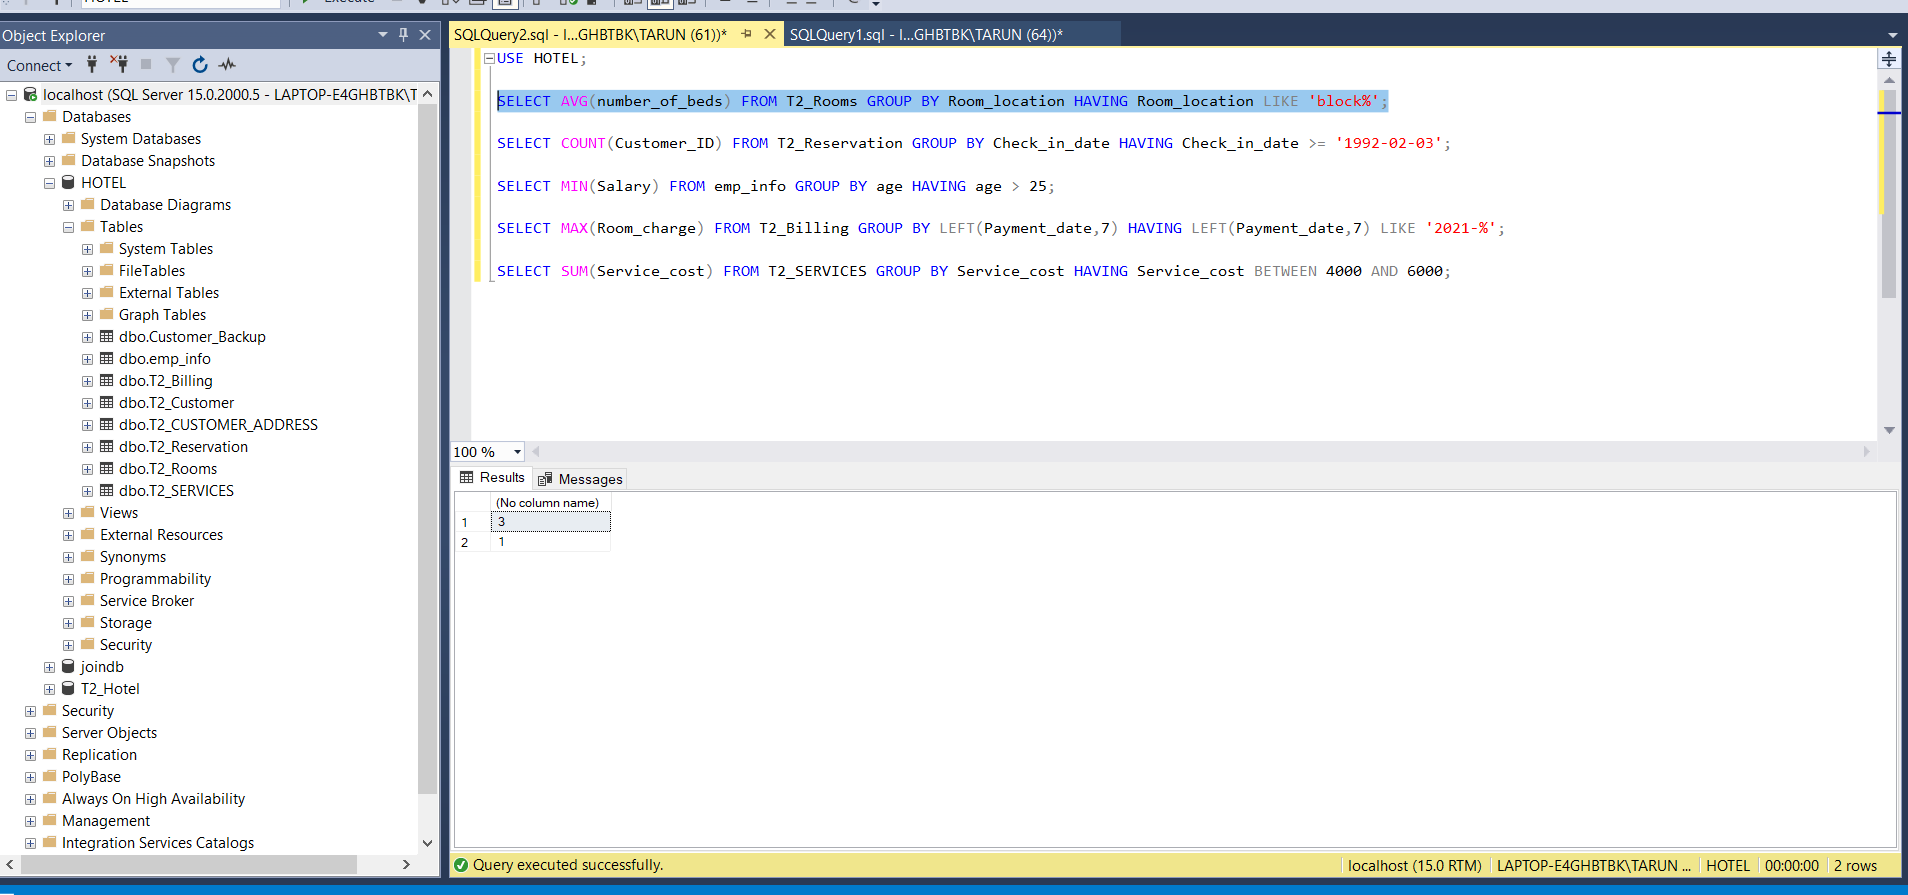 HOTEL
Execute
Object Explorer
Connect
localhost (SQL Server 15.0.2000.5 - LAPTOP-E4GHBTBK\T
Databases
System Databases
Database Snapshots
HOTEL
Database Diagrams
Tables
System Tables
FileTables
External Tables
Graph Tables
dbo.Customer_Backup
dbo.emp_info
dbo.T2_Billing
dbo.T2_Customer
dbo.T2_CUSTOMER_ADDRESS
dbo.T2_Reservation
dbo.T2_Rooms
dbo.T2_SERVICES
Views
External Resources
Synonyms
Programmability
Service Broker
Storage
Security
joindb
T2_Hotel
Security
Server Objects
Replication
PolyBase
Always On High Availability
Management
Integration Services Catalogs
SQLQuery2.sql - l...GHBTBK\TARUN (61))*
SQLQuery1.sql - l...GHBTBK\TARUN (64))*
USE HOTEL;
SELECT AVG(number_of_beds) FROM T2_Rooms GROUP BY Room_location HAVING Room_location LIKE 'block%';
SELECT COUNT(Customer_ID) FROM T2_Reservation GROUP BY Check_in_date HAVING Check_in_date >= '1992-02-03';
SELECT MIN(Salary) FROM emp_info GROUP BY age HAVING age > 25;
SELECT MAX(Room_charge) FROM T2_Billing GROUP BY LEFT(Payment_date,7) HAVING LEFT(Payment_date,7) LIKE '2021-%';
SELECT SUM(Service_cost) FROM T2_SERVICES GROUP BY Service_cost HAVING Service_cost BETWEEN 4000 AND 6000;
100 %
Results Messages
(No column name)
1 3
2 1
Query executed successfully.
localhost (15.0 RTM) LAPTOP-E4GHBTBK\TARUN ... HOTEL 00:00:00 2 rows